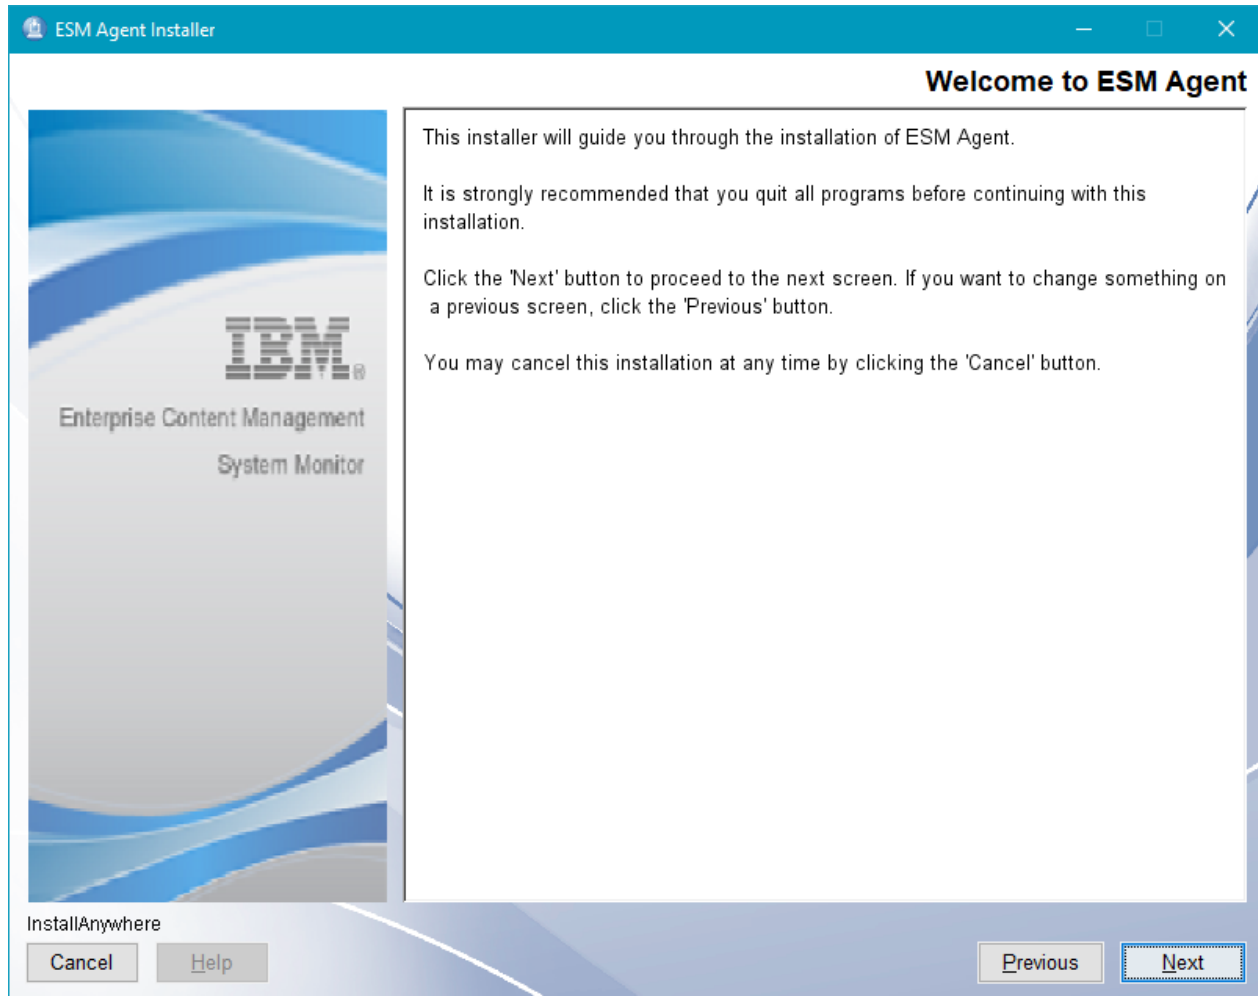 ESM Agent Installer
Welcome to ESM Agent
This installer will guide you through the installation of ESM Agent.
It is strongly recommended that you quit all programs before continuing with this
installation.
Click the 'Next' button to proceed to the next screen. If you want to change something on
a previous screen, click the 'Previous' button.
You may cancel this installation at any time by clicking the 'Cancel' button.
IBM®
Enterprise Content Management
System Monitor
InstallAnywhere
Cancel
Help
Previous
Next